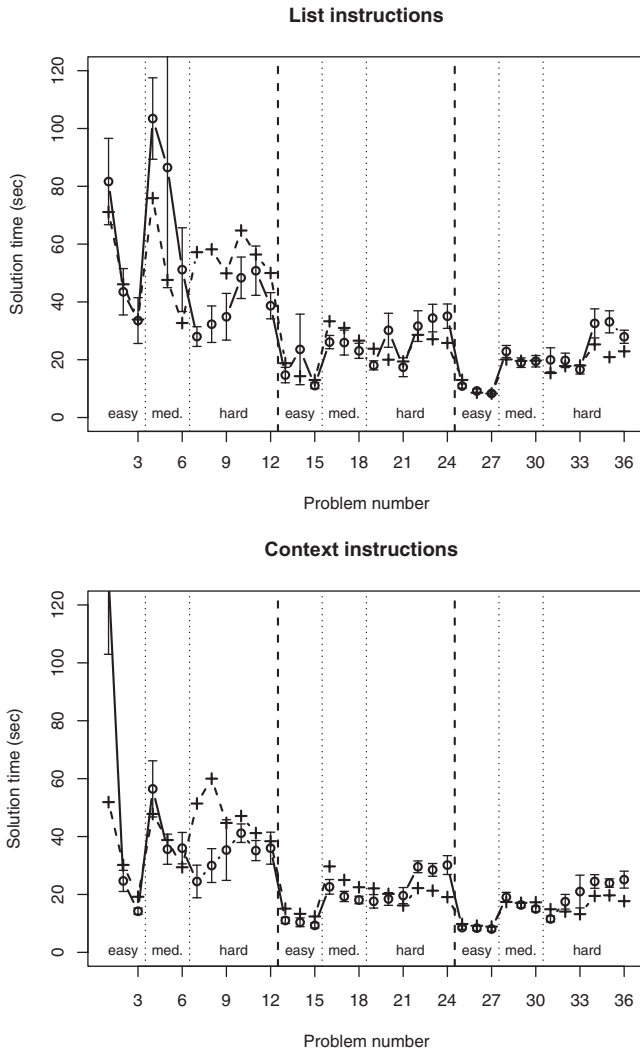 List instructions
Solution time (sec)
120
100
80
60
40
20
0
easy med. hard easy med. hard easy med. hard
3 6 9 12 15 18 21 24 27 30 33 36
Problem number
Context instructions
Solution time (sec)
120
100
80
60
40
20
0
easy med. hard easy med. hard easy med. hard
3 6 9 12 15 18 21 24 27 30 33 36
Problem number